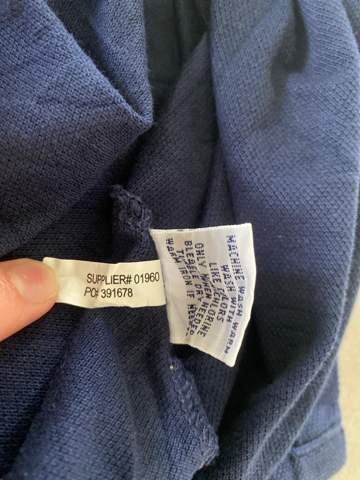 SUPPLIER# 01960
PO# 391678
MACHINE WASH WARM
WASH WITH
LIKE COLORS
ONLY
CHLORINE
BLEACH
WHEN NEEDED
DRY
IRON IF NEEDED
WARM